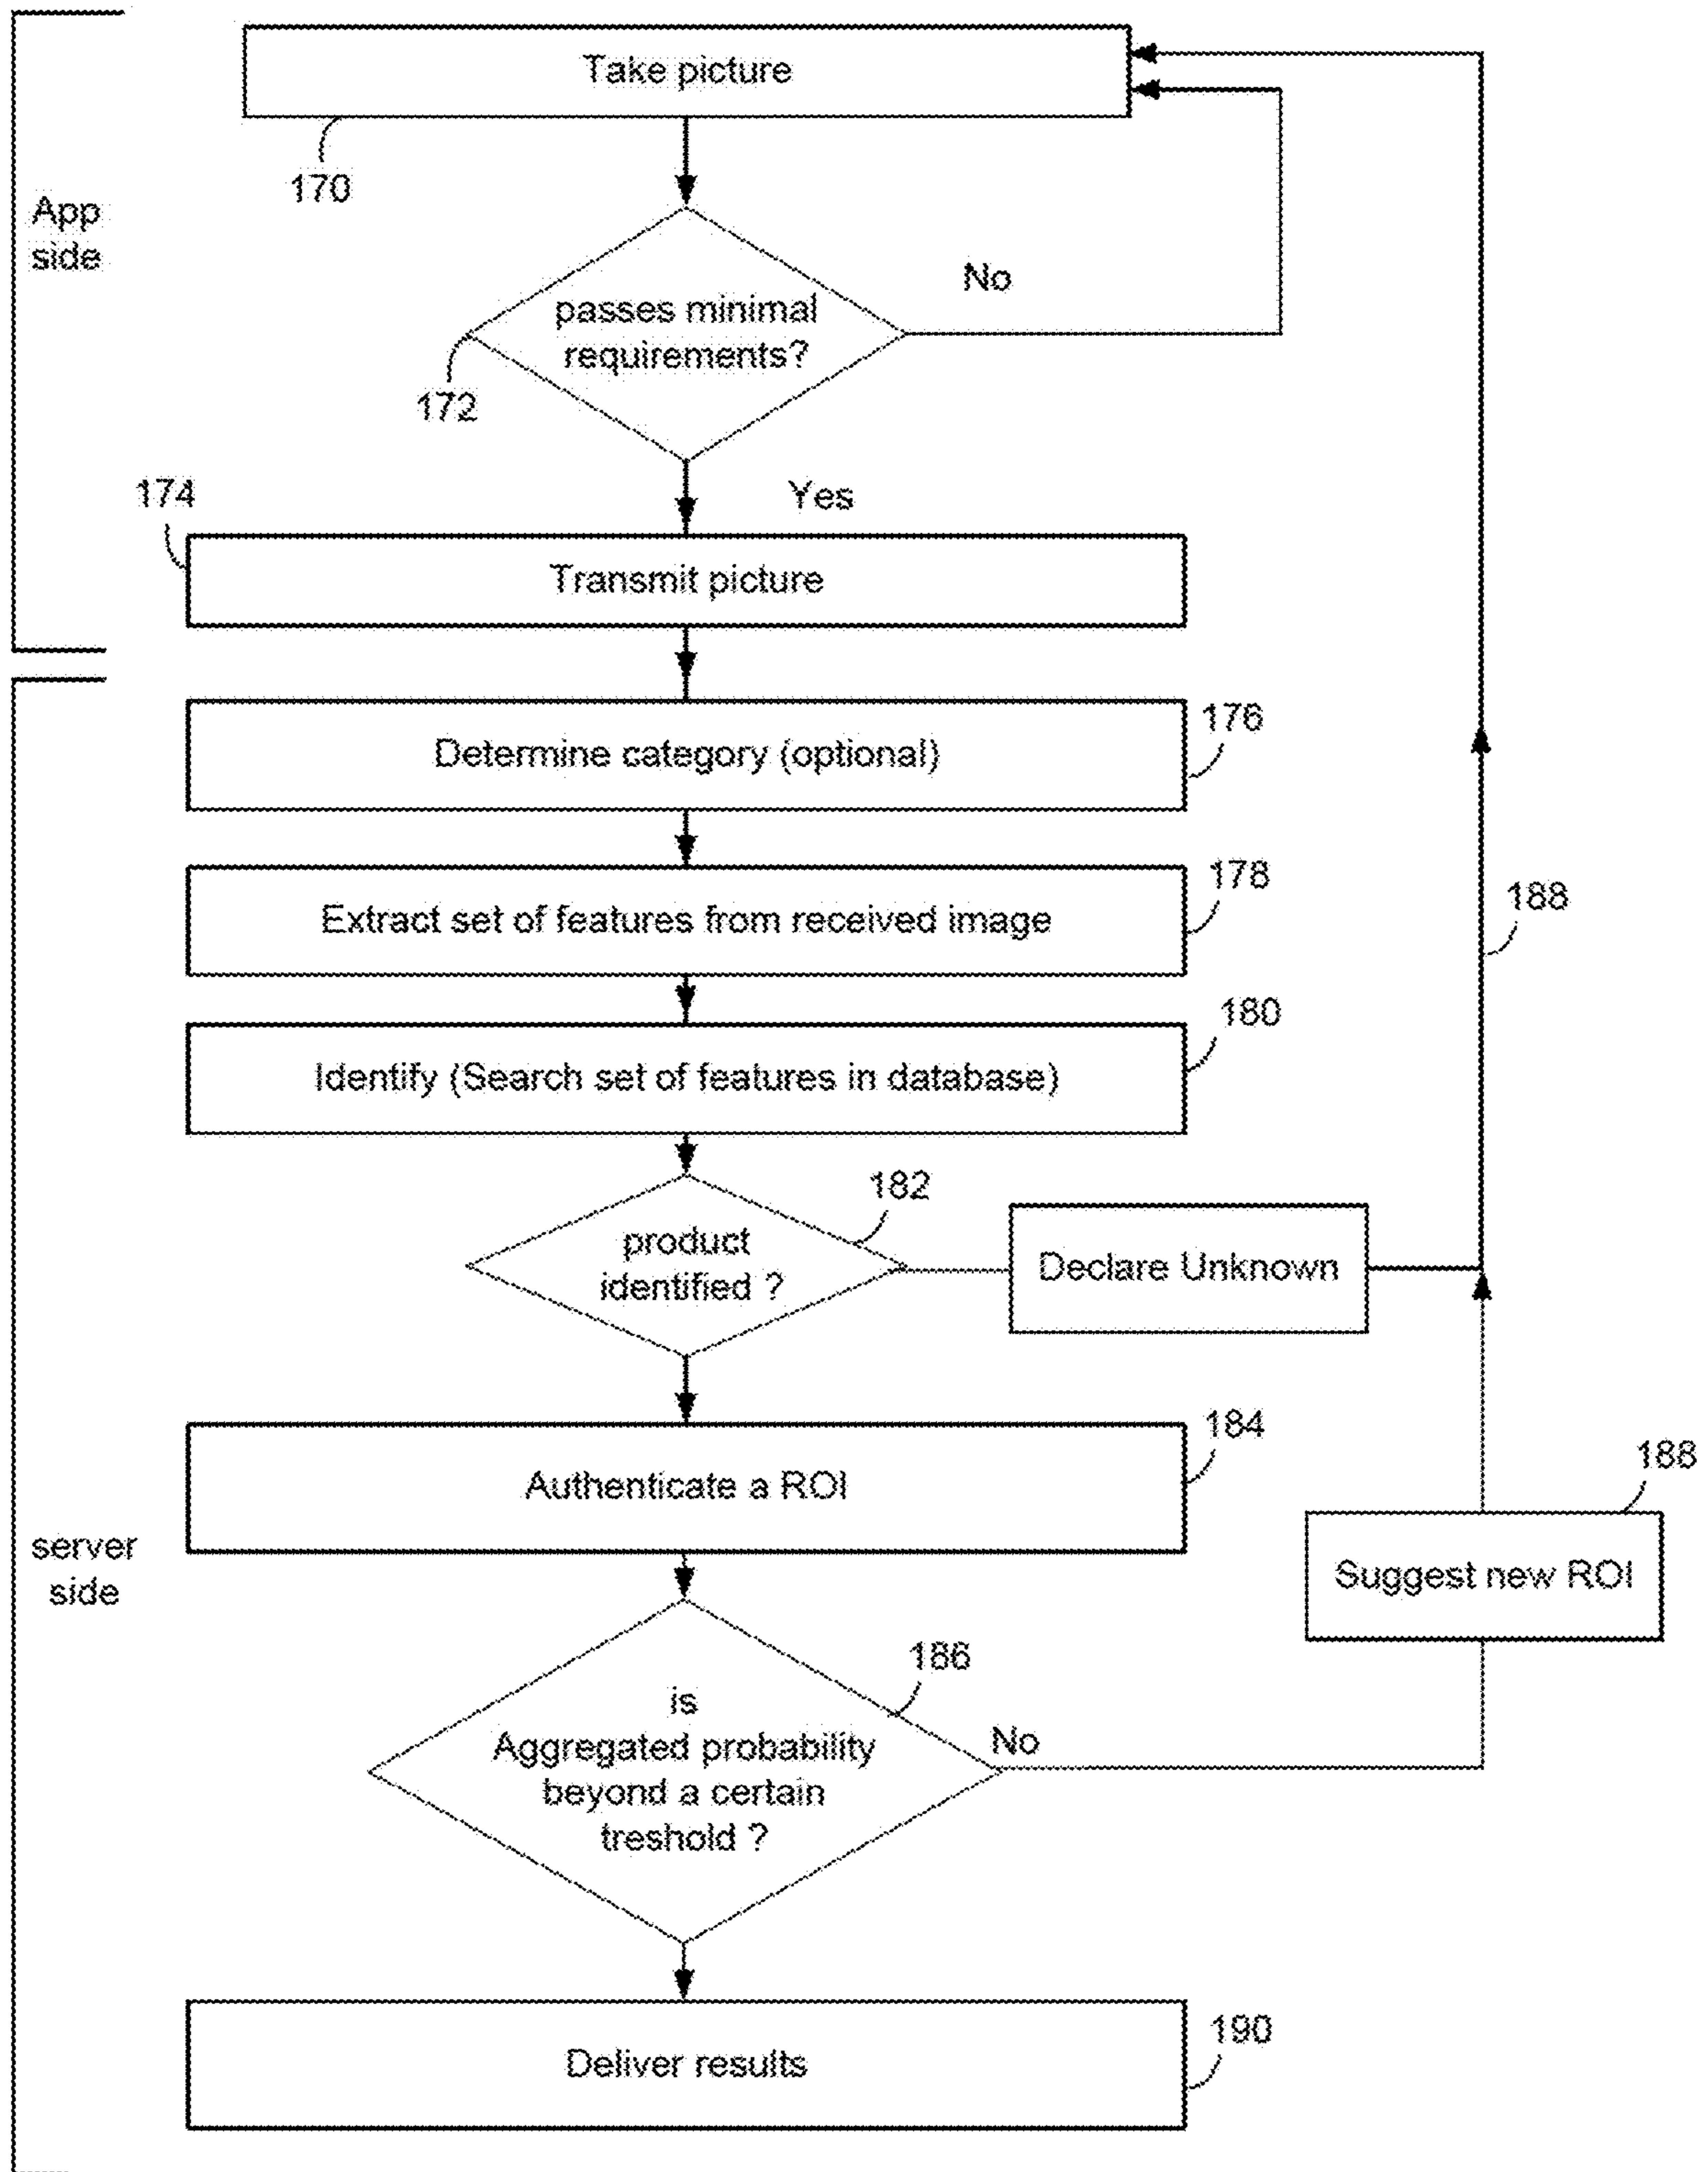 Take picture
170
App
side
No
passes minimal
requirements?
172
174
Yes
Transmit picture
176
Determine category (optional)
178
Extract set of features from received image
188
180
Identify (Search set of features in database)
182
product
identified ?
Declare Unknown
184
Authenticate a ROI
188
server
side
Suggest new ROI
186
is
Aggregated probability
beyond a certain
treshold ?
No
190
Deliver results